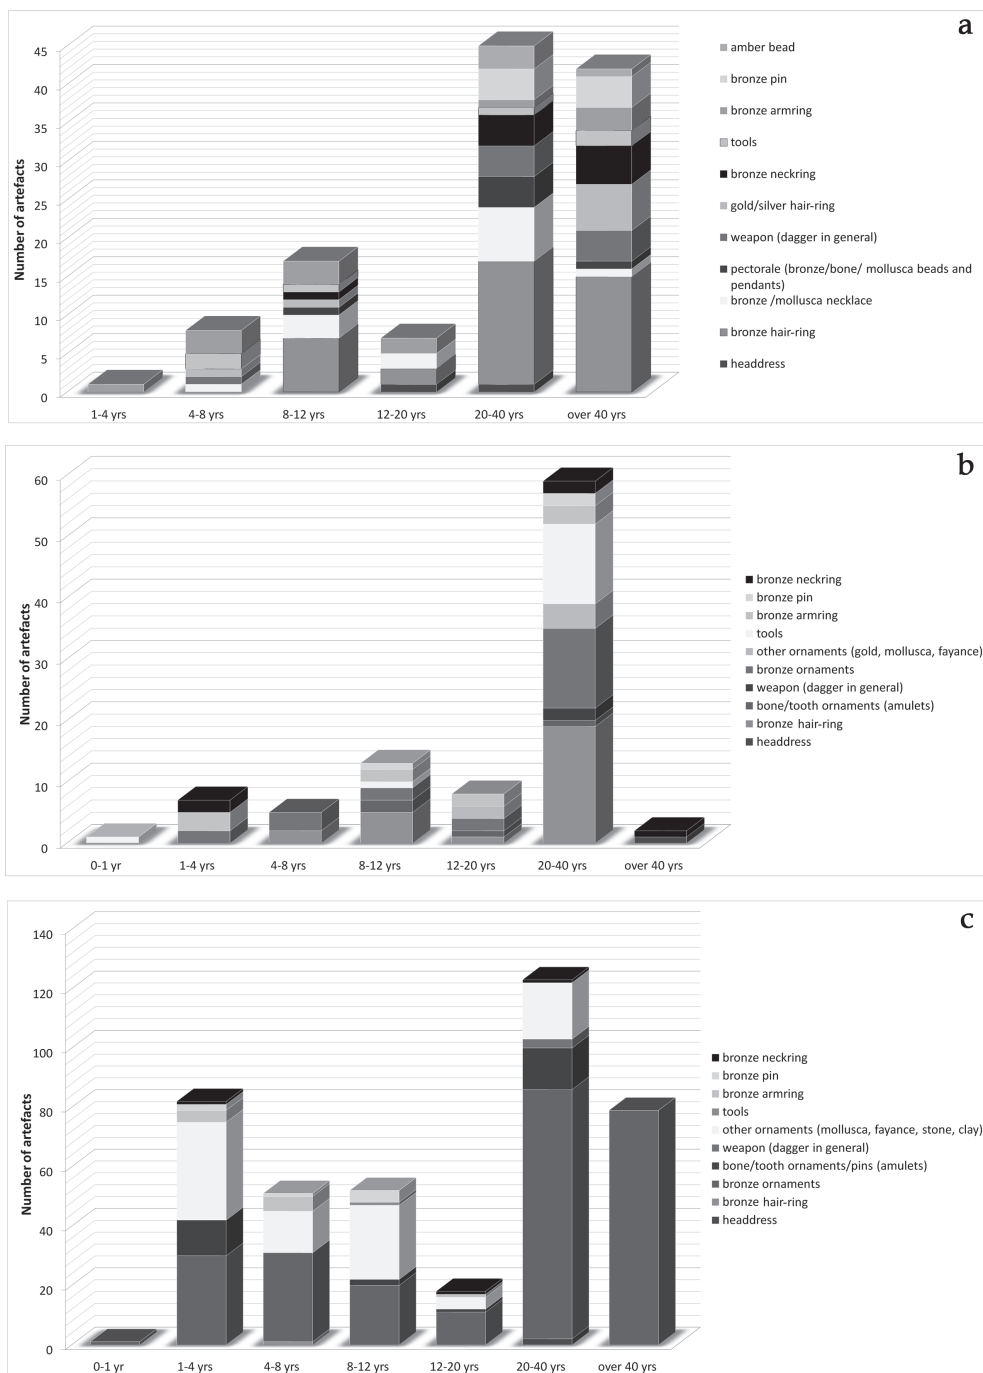 a
45
40
35
30
25
20
15
10
5
0
Number of artefacts
1-4 yrs
4-8 yrs
8-12 yrs
12-20 yrs
20-40 yrs
over 40 yrs
amber bead
bronze pin
bronze armring
tools
bronze neckring
gold/silver hair-ring
weapon (dagger in general)
pectorale (bronze/bone/ mollusca beads and
pendants)
bronze /mollusca necklace
bronze hair-ring
headdress
b
60
50
40
30
20
10
0
Number of artefacts
0-1 yr
1-4 yrs
4-8 yrs
8-12 yrs
12-20 yrs
20-40 yrs
over 40 yrs
bronze neckring
bronze pin
bronze armring
tools
other ornaments (gold, mollusca, fayance)
bronze ornaments
weapon (dagger in general)
bone/tooth ornaments (amulets)
bronze hair-ring
headdress
c
140
120
100
80
60
40
20
0
Number of artefacts
0-1 yr
1-4 yrs
4-8 yrs
8-12 yrs
12-20 yrs
20-40 yrs
over 40 yrs
bronze neckring
bronze pin
bronze armring
tools
other ornaments (mollusca, fayance, stone, clay)
weapon (dagger in general)
bone/tooth ornaments/pins (amulets)
bronze ornaments
bronze hair-ring
headdress